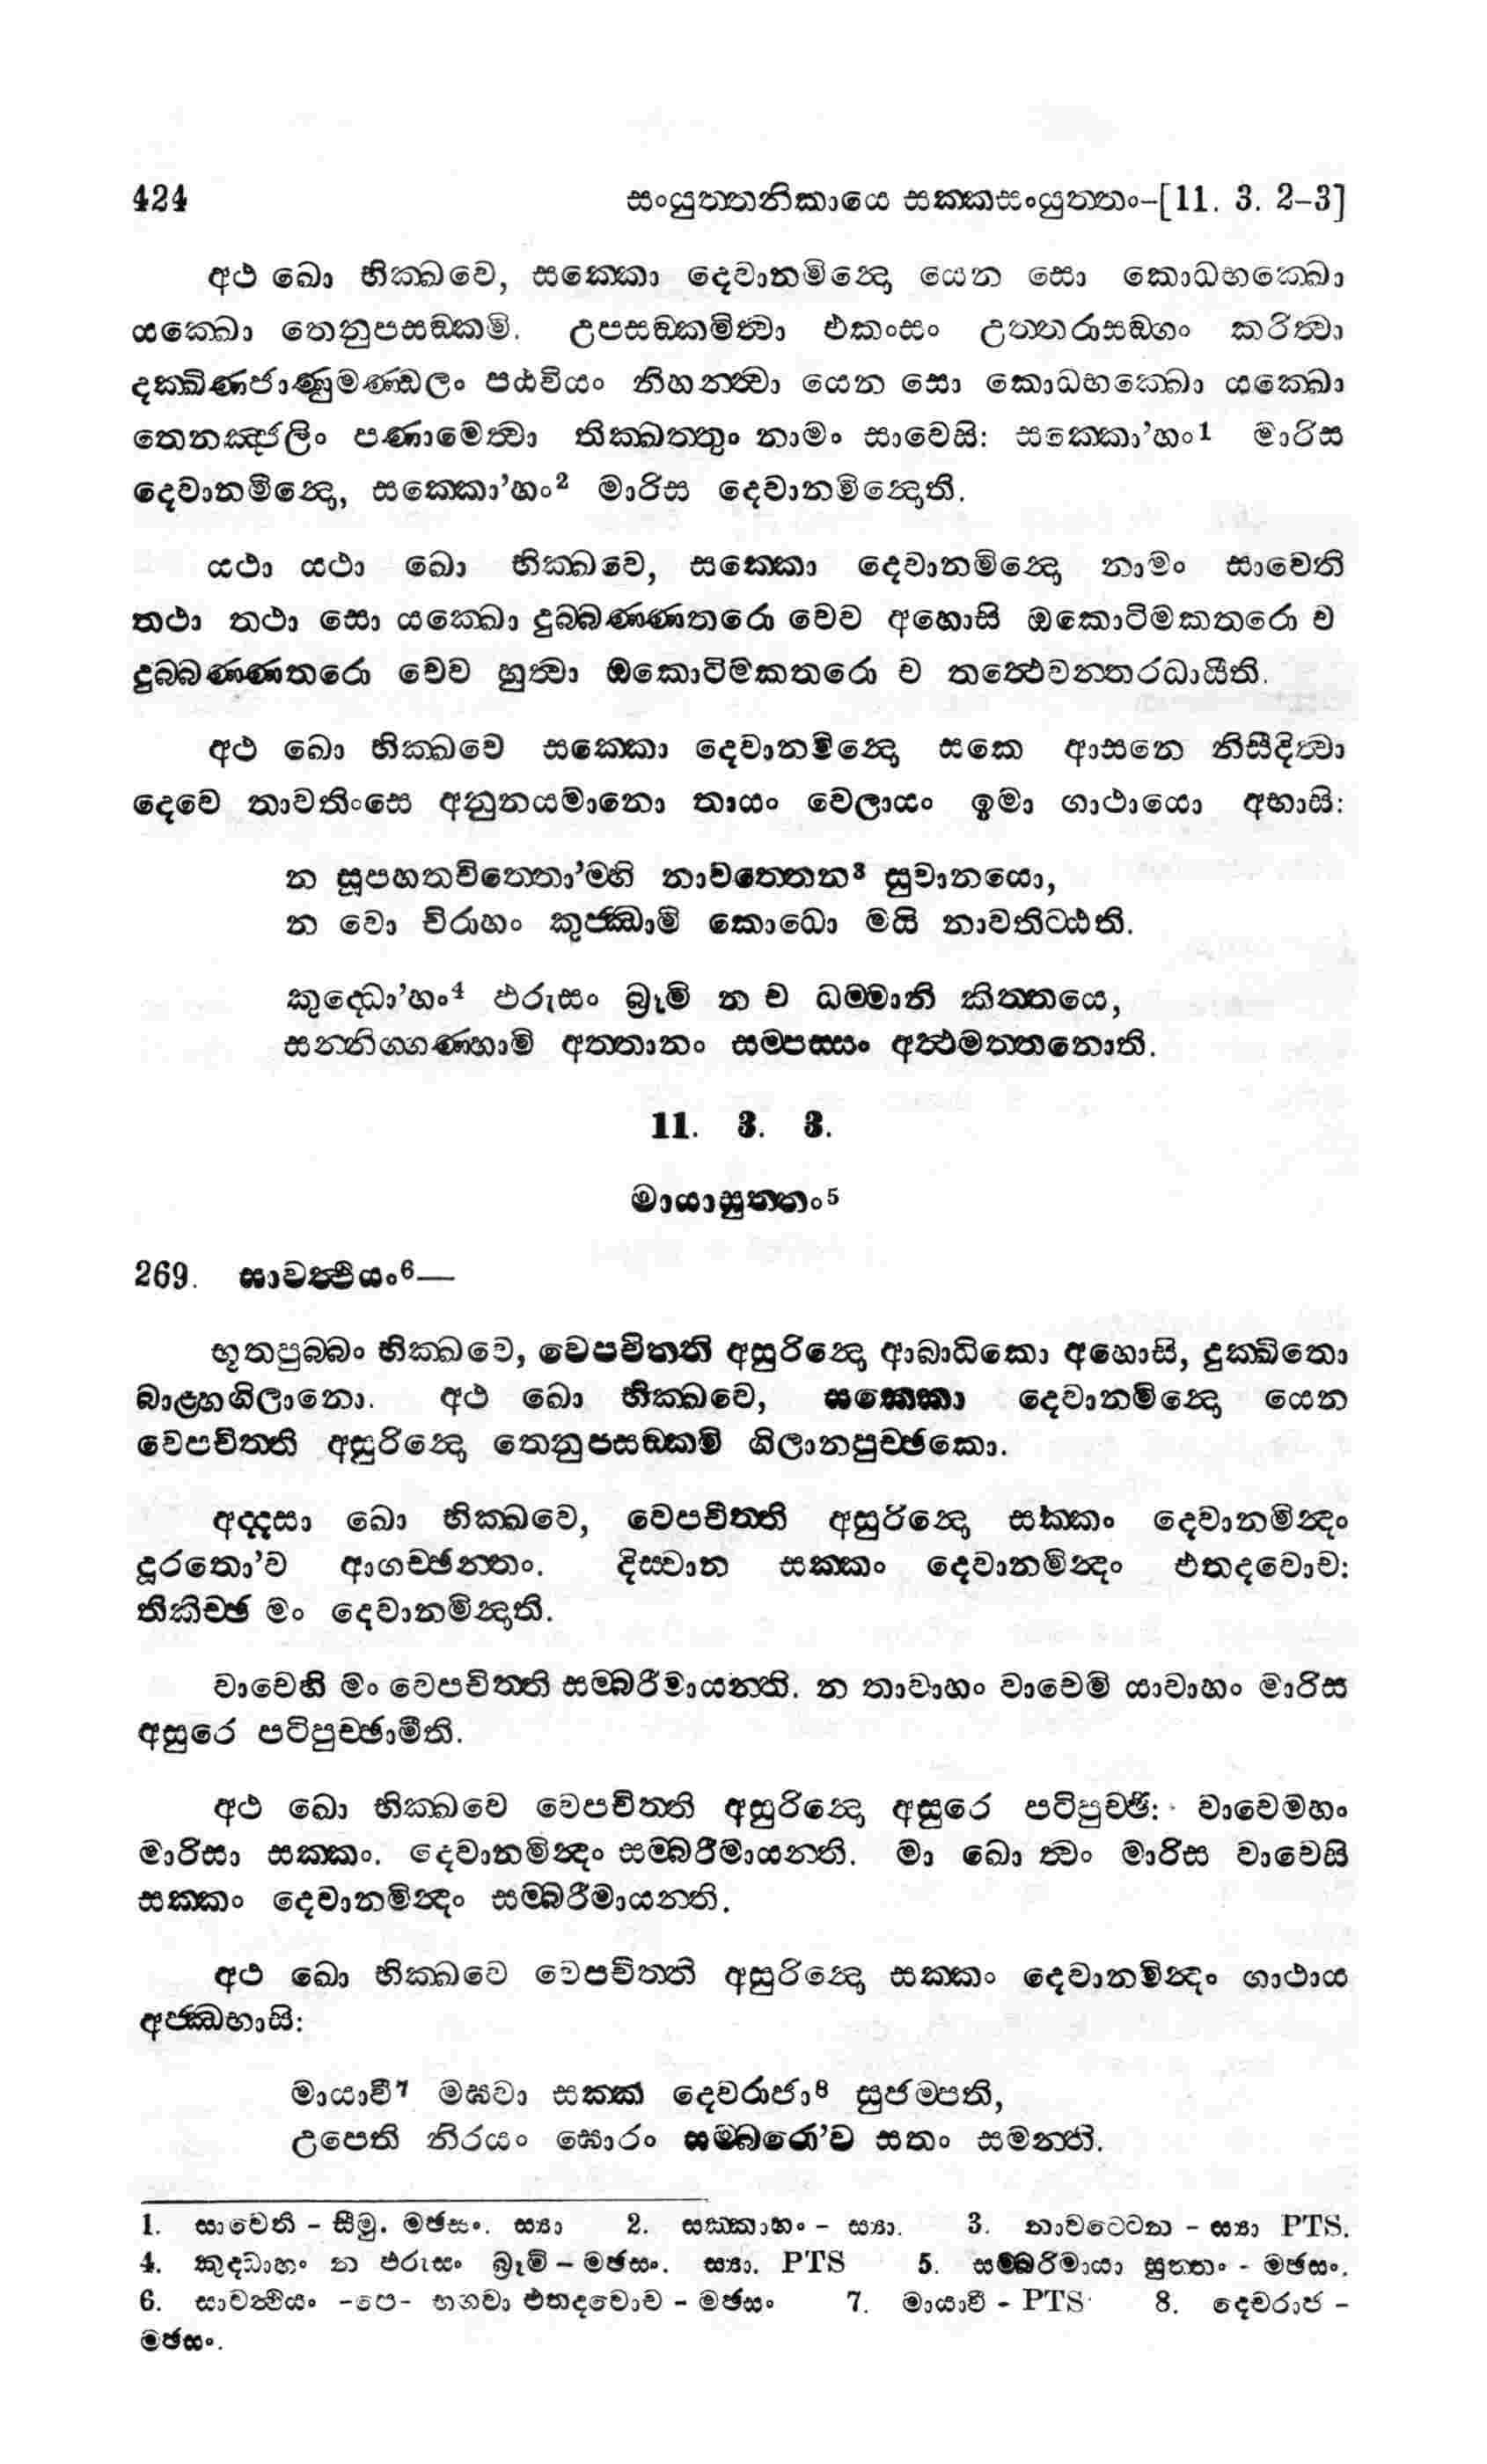 424 සංයුත්තනිකායෙ සක්කසංයුත්තං–[11. 3. 2–3]
අථ ඛො භික්ඛවෙ, සක්කො දෙවානමින්දො යෙන සො කොධභක්ඛො
යක්ඛො තෙනුපසඞ්කමි. උපසඞ්කමිත්වා එකංසං උත්තරාසඞ්ගං කරිත්වා
දක්ඛිණජාණුමණ්ඩලං පඨවියං නිහන්ත්වා යෙන සො කොධභක්ඛො යක්ඛො
තෙනඤ්ජලිං පණාමෙත්වා තික්ඛත්තුං නාමං සාවෙසි: සක්කො'හං¹ මාරිස
දෙවානමින්දො, සක්කො'හං² මාරිස දෙවානමින්දොති.
යථා යථා ඛො භික්ඛවෙ, සක්කො දෙවානමින්දො නාමං සාවෙති
තථා තථා සො යක්ඛො දුබ්බණ්ණතරො චෙව අහොසි ඔකොටිමකතරො ච
දුබ්බණ්ණතරො චෙව හුත්වා ඔකොටිමකතරො ච තත්ථෙවන්තරධායීති.
අථ ඛො භික්ඛවෙ සක්කො දෙවානමින්දො සකෙ ආසනෙ නිසීදිත්වා
දෙවෙ තාවතිංසෙ අනුනයමානො තායං වෙලායං ඉමා ගාථායො අභාසි:
න සූපහතචිත්තො'ම්හි නාවත්තෙන³ සුවානයො,
න වො චිරාහං කුජ්ඣාමි කොධො මයි නාවතිට්ඨති.
කුද්ධො'හං⁴ ඵරුසං බ්‍රෑමි න ච ධම්මානි කිත්තයෙ,
සන්නිග්ගණ්හාමි අත්තානං සම්පස්සං අත්ථමත්තනොති.
11. 3. 3.
මායාසුත්තං⁵
269. සාවත්ථියං⁶—
භූතපුබ්බං භික්ඛවෙ, වෙපචිත්ති අසුරින්දො ආබාධිකො අහොසි, දුක්ඛිතො
බාළ්හගිලානො. අථ ඛො භික්ඛවෙ, සක්කො දෙවානමින්දො යෙන
වෙපචිත්ති අසුරින්දො තෙනුපසඞ්කමි ගිලානපුච්ඡකො.
අද්දසා ඛො භික්ඛවෙ, වෙපචිත්ති අසුරින්දො සක්කං දෙවානමින්දං
දූරතො'ව ආගච්ඡන්තං. දිස්වාන සක්කං දෙවානමින්දං එතදවොච:
තිකිච්ඡ මං දෙවානමින්දාති.
වාචෙහි මං වෙපචිත්ති සම්බරිමායන්ති. න තාවාහං වාචෙමි යාවාහං මාරිස
අසුරෙ පටිපුච්ඡාමීති.
අථ ඛො භික්ඛවෙ වෙපචිත්ති අසුරින්දො අසුරෙ පටිපුච්ඡි: වාචෙමහං
මාරිසා සක්කං. දෙවානමින්දං සම්බරිමායන්ති. මා ඛො ත්වං මාරිස වාචෙසි
සක්කං දෙවානමින්දං සම්බරිමායන්ති.
අථ ඛො භික්ඛවෙ වෙපචිත්ති අසුරින්දො සක්කං දෙවානමින්දං ගාථාය
අජ්ඣභාසි:
මායාවී⁷ මඝවා සක්ක දෙවරාජා⁸ සුජම්පති,
උපෙති නිරයං ඝොරං සම්බරො'ව සතං සමන්ති.
1. සාවෙති – සීමු. මඡසං. ස්‍යා 2. සක්කාහං – ස්‍යා. 3. නාවට්ටෙන – ස්‍යා PTS.
4. කුද්ධාහං න ඵරුසං බ්‍රෑමි – මඡසං. ස්‍යා. PTS 5. සම්බරිමායා සුත්තං - මඡසං.
6. සාවත්ථියං -පෙ- භගවා එතදවොච – මඡසං 7. මායාවි - PTS 8. දෙවරාජ –
මඡසං.